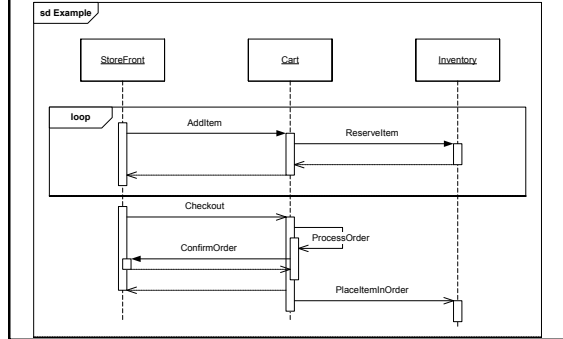 sd Example
StoreFront
Cart
Inventory
loop
AddItem
ReserveItem
Checkout
ProcessOrder
ConfirmOrder
PlaceItemInOrder